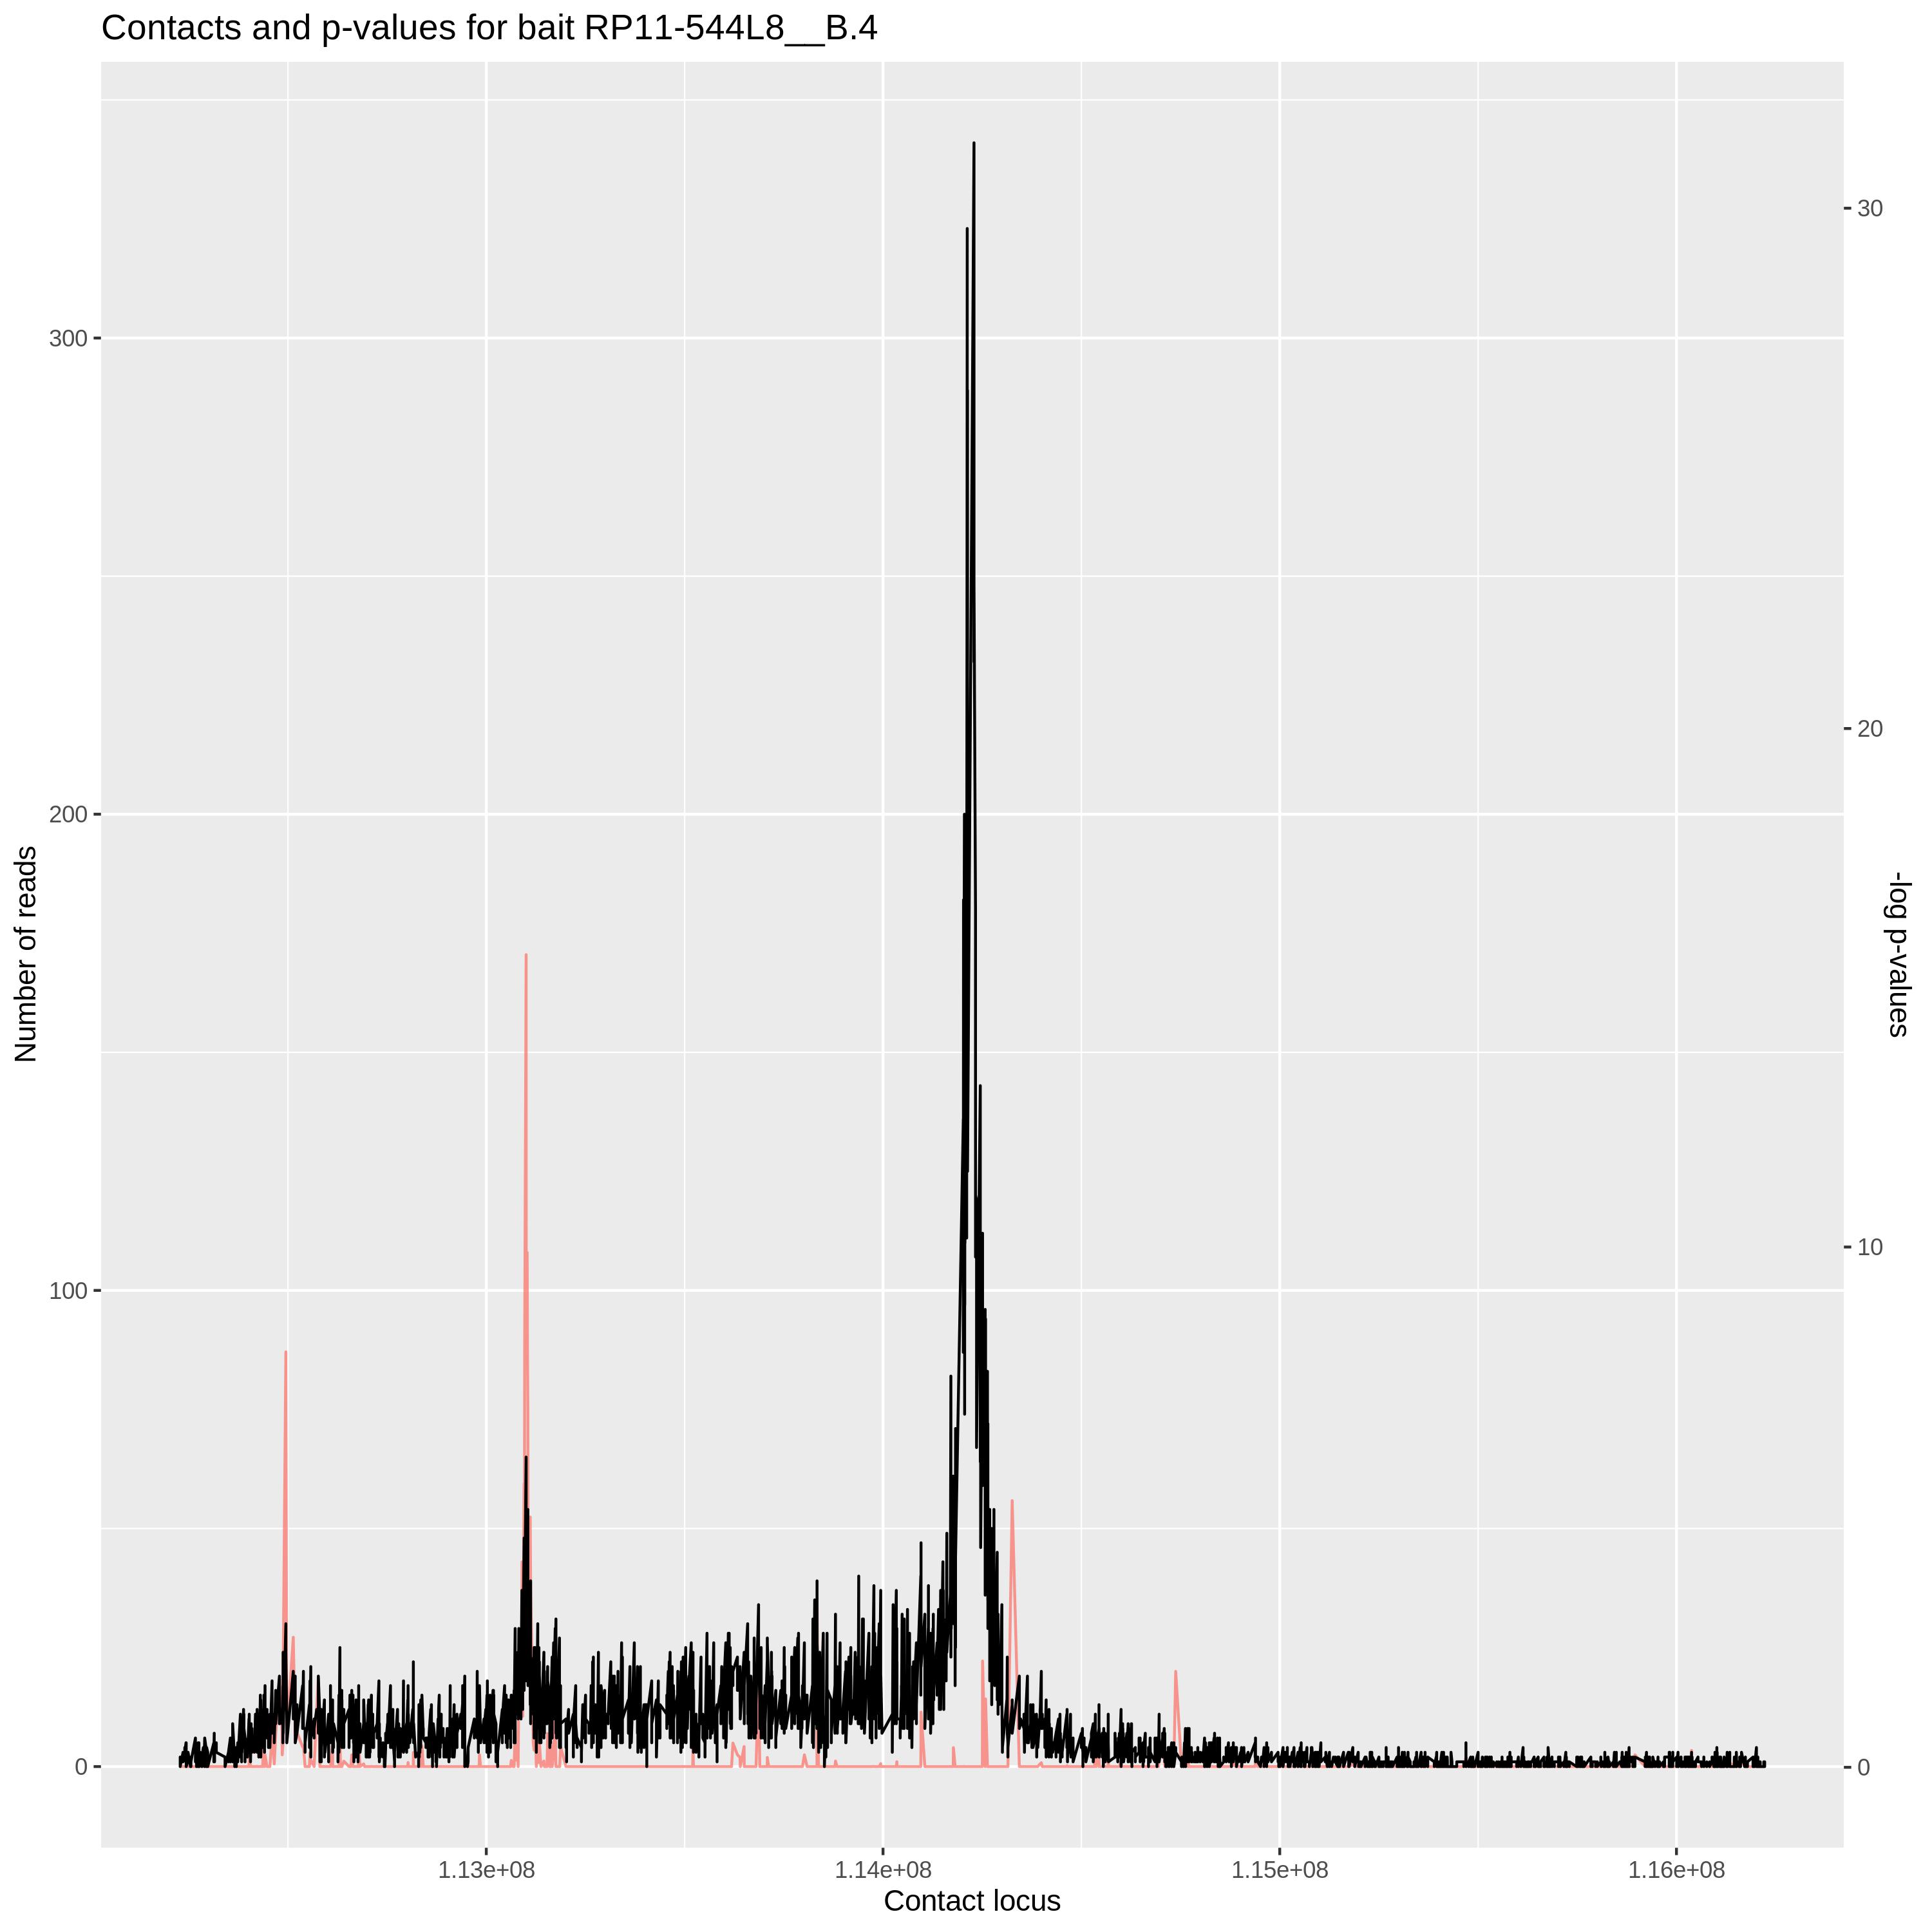 Contacts and p-values for bait RP11-544L8__B.4
300
200
100
0
Number of reads
30
20
10
0
-log p-values
1.13e+08
1.14e+08
1.15e+08
1.16e+08
Contact locus